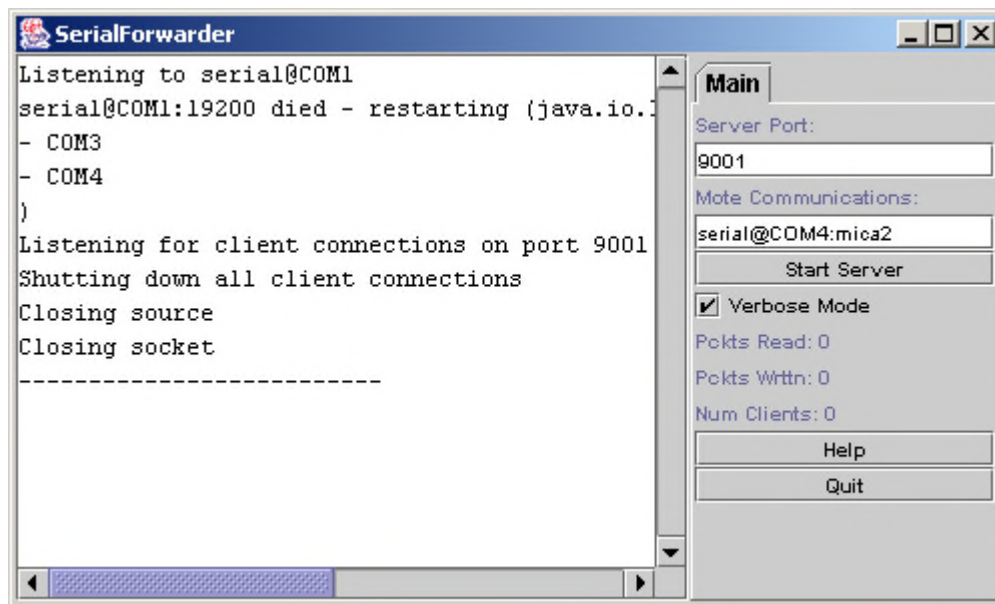 SerialForwarder
Listening to serial@COM1
serial@COM1:19200 died - restarting (java.io.
- COM3
- COM4
)
Listening for client connections on port 9001
Shutting down all client connections
Closing source
Closing socket
--------------------------
Main
Server Port:
9001
Mote Communications:
serial@COM4:mica2
Start Server
Verbose Mode
Pckts Read: 0
Pckts Wrttn: 0
Num Clients: 0
Help
Quit